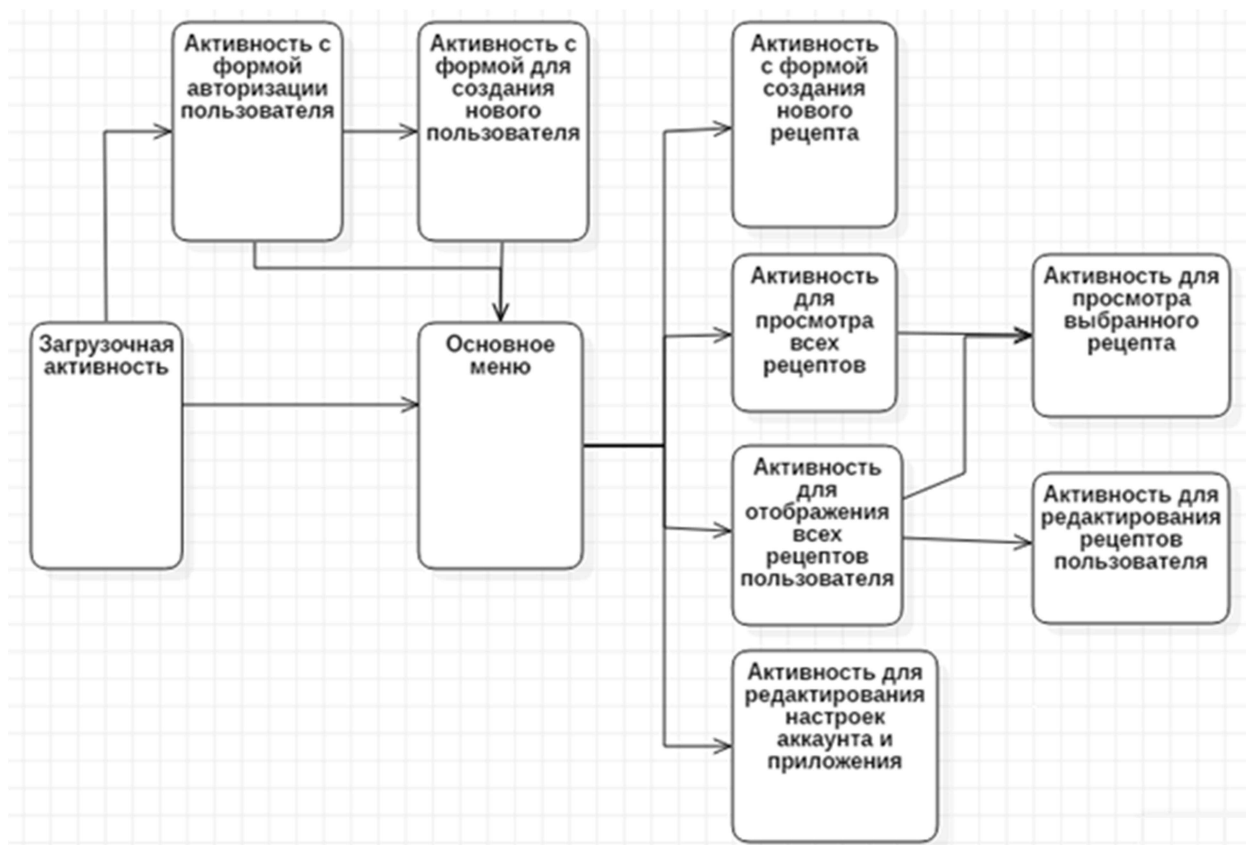 Активность с
формой
авторизации
пользователя
Активность с
формой для
создания
нового
пользователя
Активность
с формой
создания
нового
рецепта
Загрузочная
активность
Основное
меню
Активность
для
просмотра
всех
рецептов
Активность для
просмотра
выбранного
рецепта
Активность
для
отображения
всех
рецептов
пользователя
Активность для
редактирования
рецептов
пользователя
Активность для
редактирования
настроек
аккаунта и
приложения